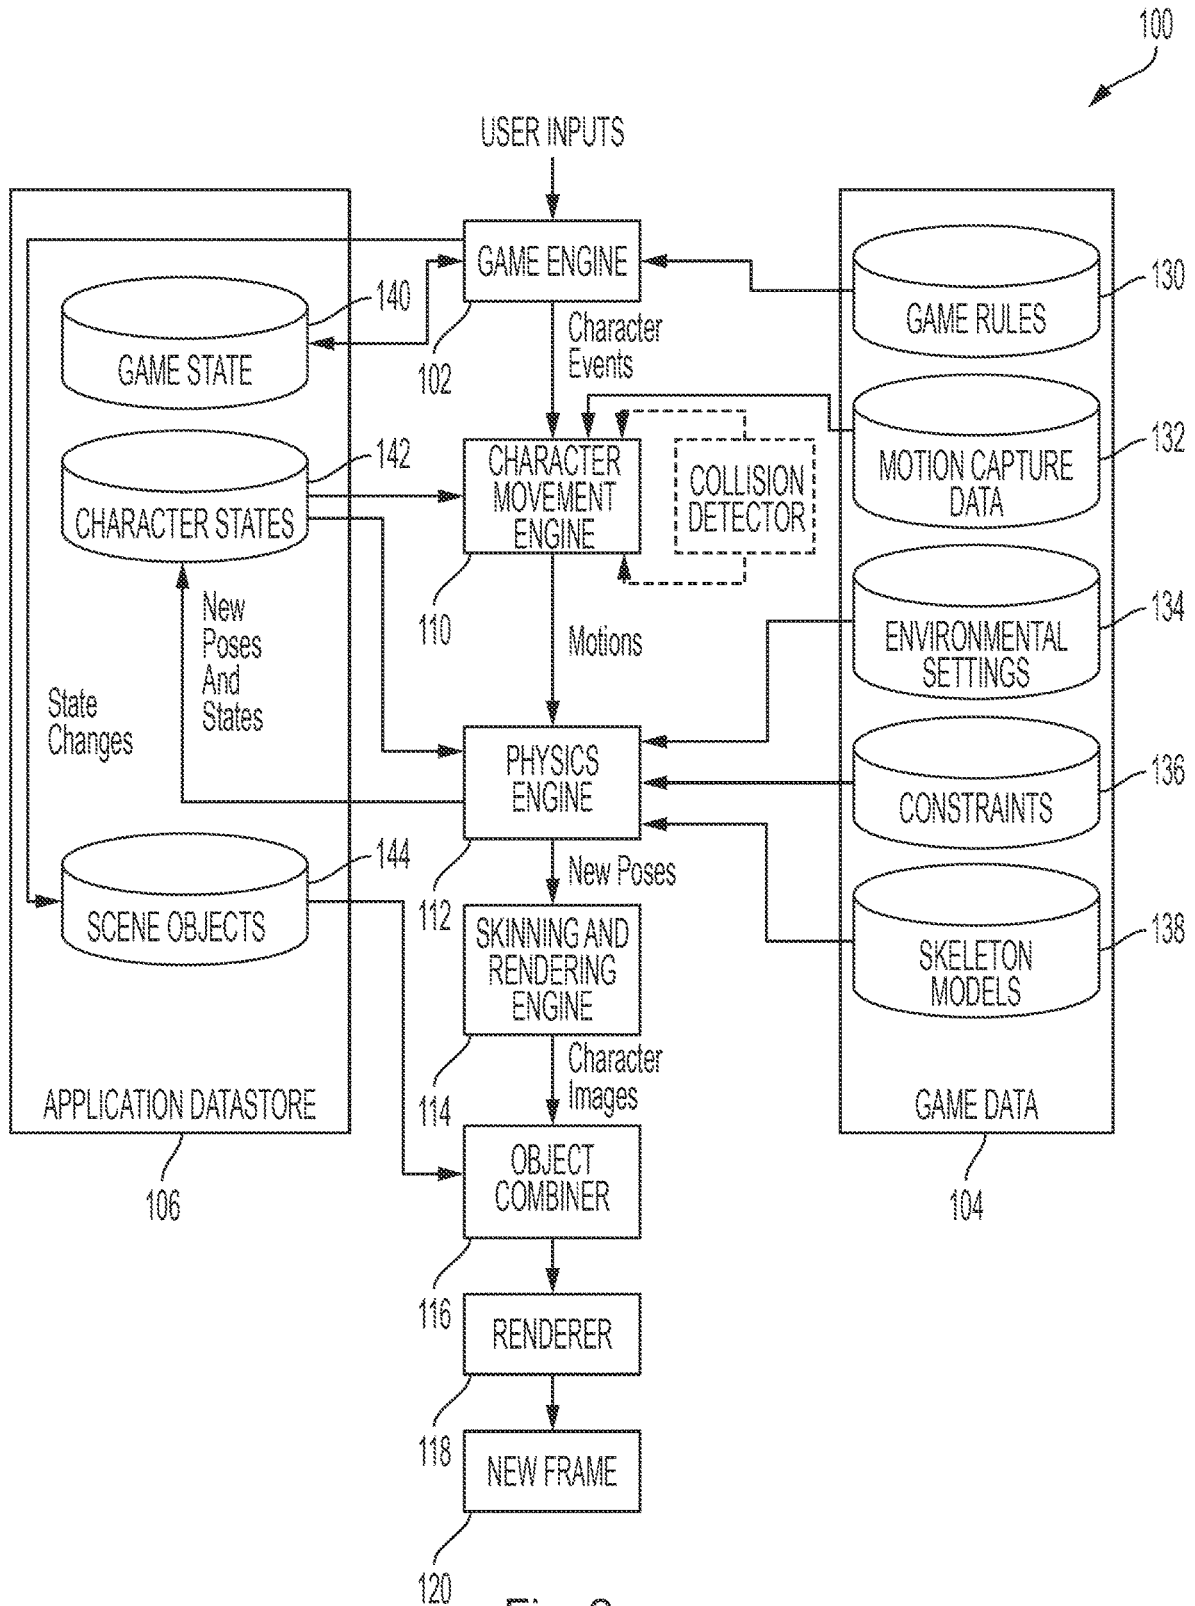 100
USER INPUTS
GAME ENGINE
102
Character
Events
GAME STATE
140
CHARACTER STATES
142
CHARACTER
MOVEMENT
ENGINE
110
COLLISION
DETECTOR
GAME RULES
130
MOTION CAPTURE
DATA
132
ENVIRONMENTAL
SETTINGS
134
CONSTRAINTS
136
SKELETON
MODELS
138
GAME DATA
104
New
Poses
And
States
State
Changes
Motions
PHYSICS
ENGINE
112
New Poses
SCENE OBJECTS
144
APPLICATION DATASTORE
106
SKINNING AND
RENDERING
ENGINE
114
Character
Images
OBJECT
COMBINER
116
RENDERER
118
NEW FRAME
120